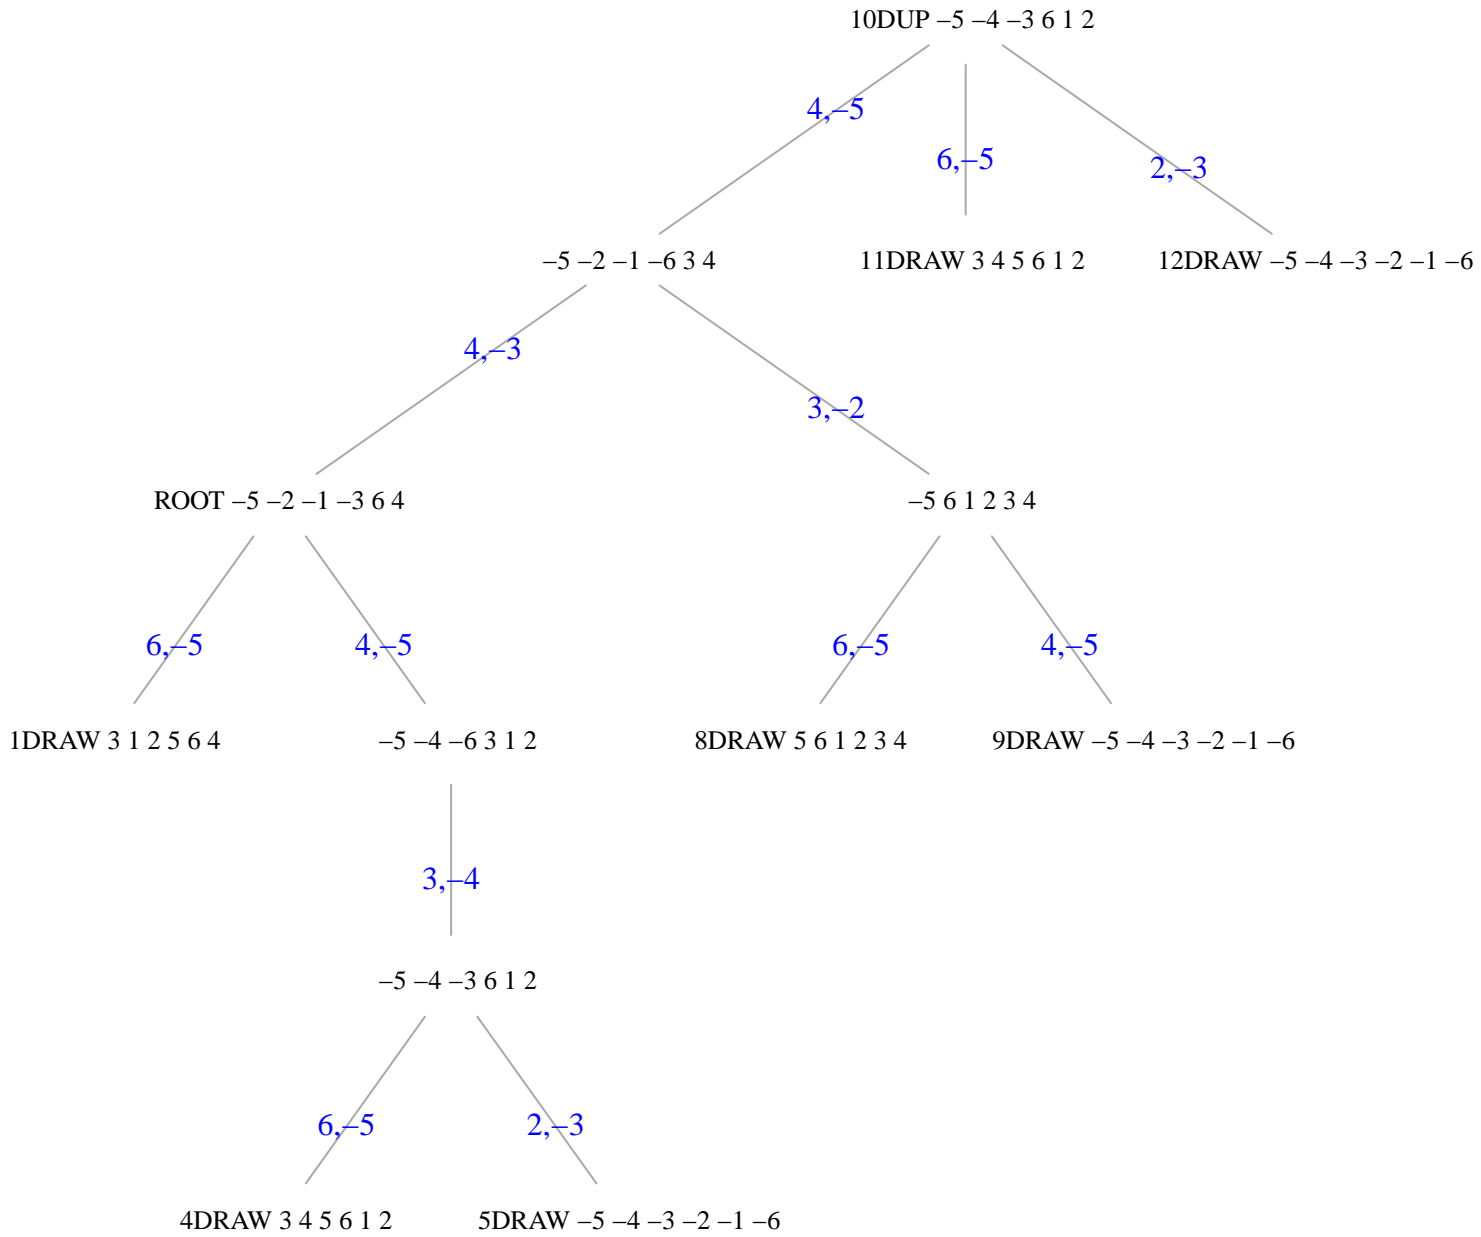 10DUP –5 –4 –3 6 1 2
4,–5
6,–5
2,–3
–5 –2 –1 –6 3 4
11DRAW 3 4 5 6 1 2
12DRAW –5 –4 –3 –2 –1 –6
4,–3
3,–2
ROOT –5 –2 –1 –3 6 4
–5 6 1 2 3 4
6,–5
4,–5
6,–5
4,–5
1DRAW 3 1 2 5 6 4
–5 –4 –6 3 1 2
8DRAW 5 6 1 2 3 4
9DRAW –5 –4 –3 –2 –1 –6
3,–4
–5 –4 –3 6 1 2
6,–5
2,–3
4DRAW 3 4 5 6 1 2
5DRAW –5 –4 –3 –2 –1 –6